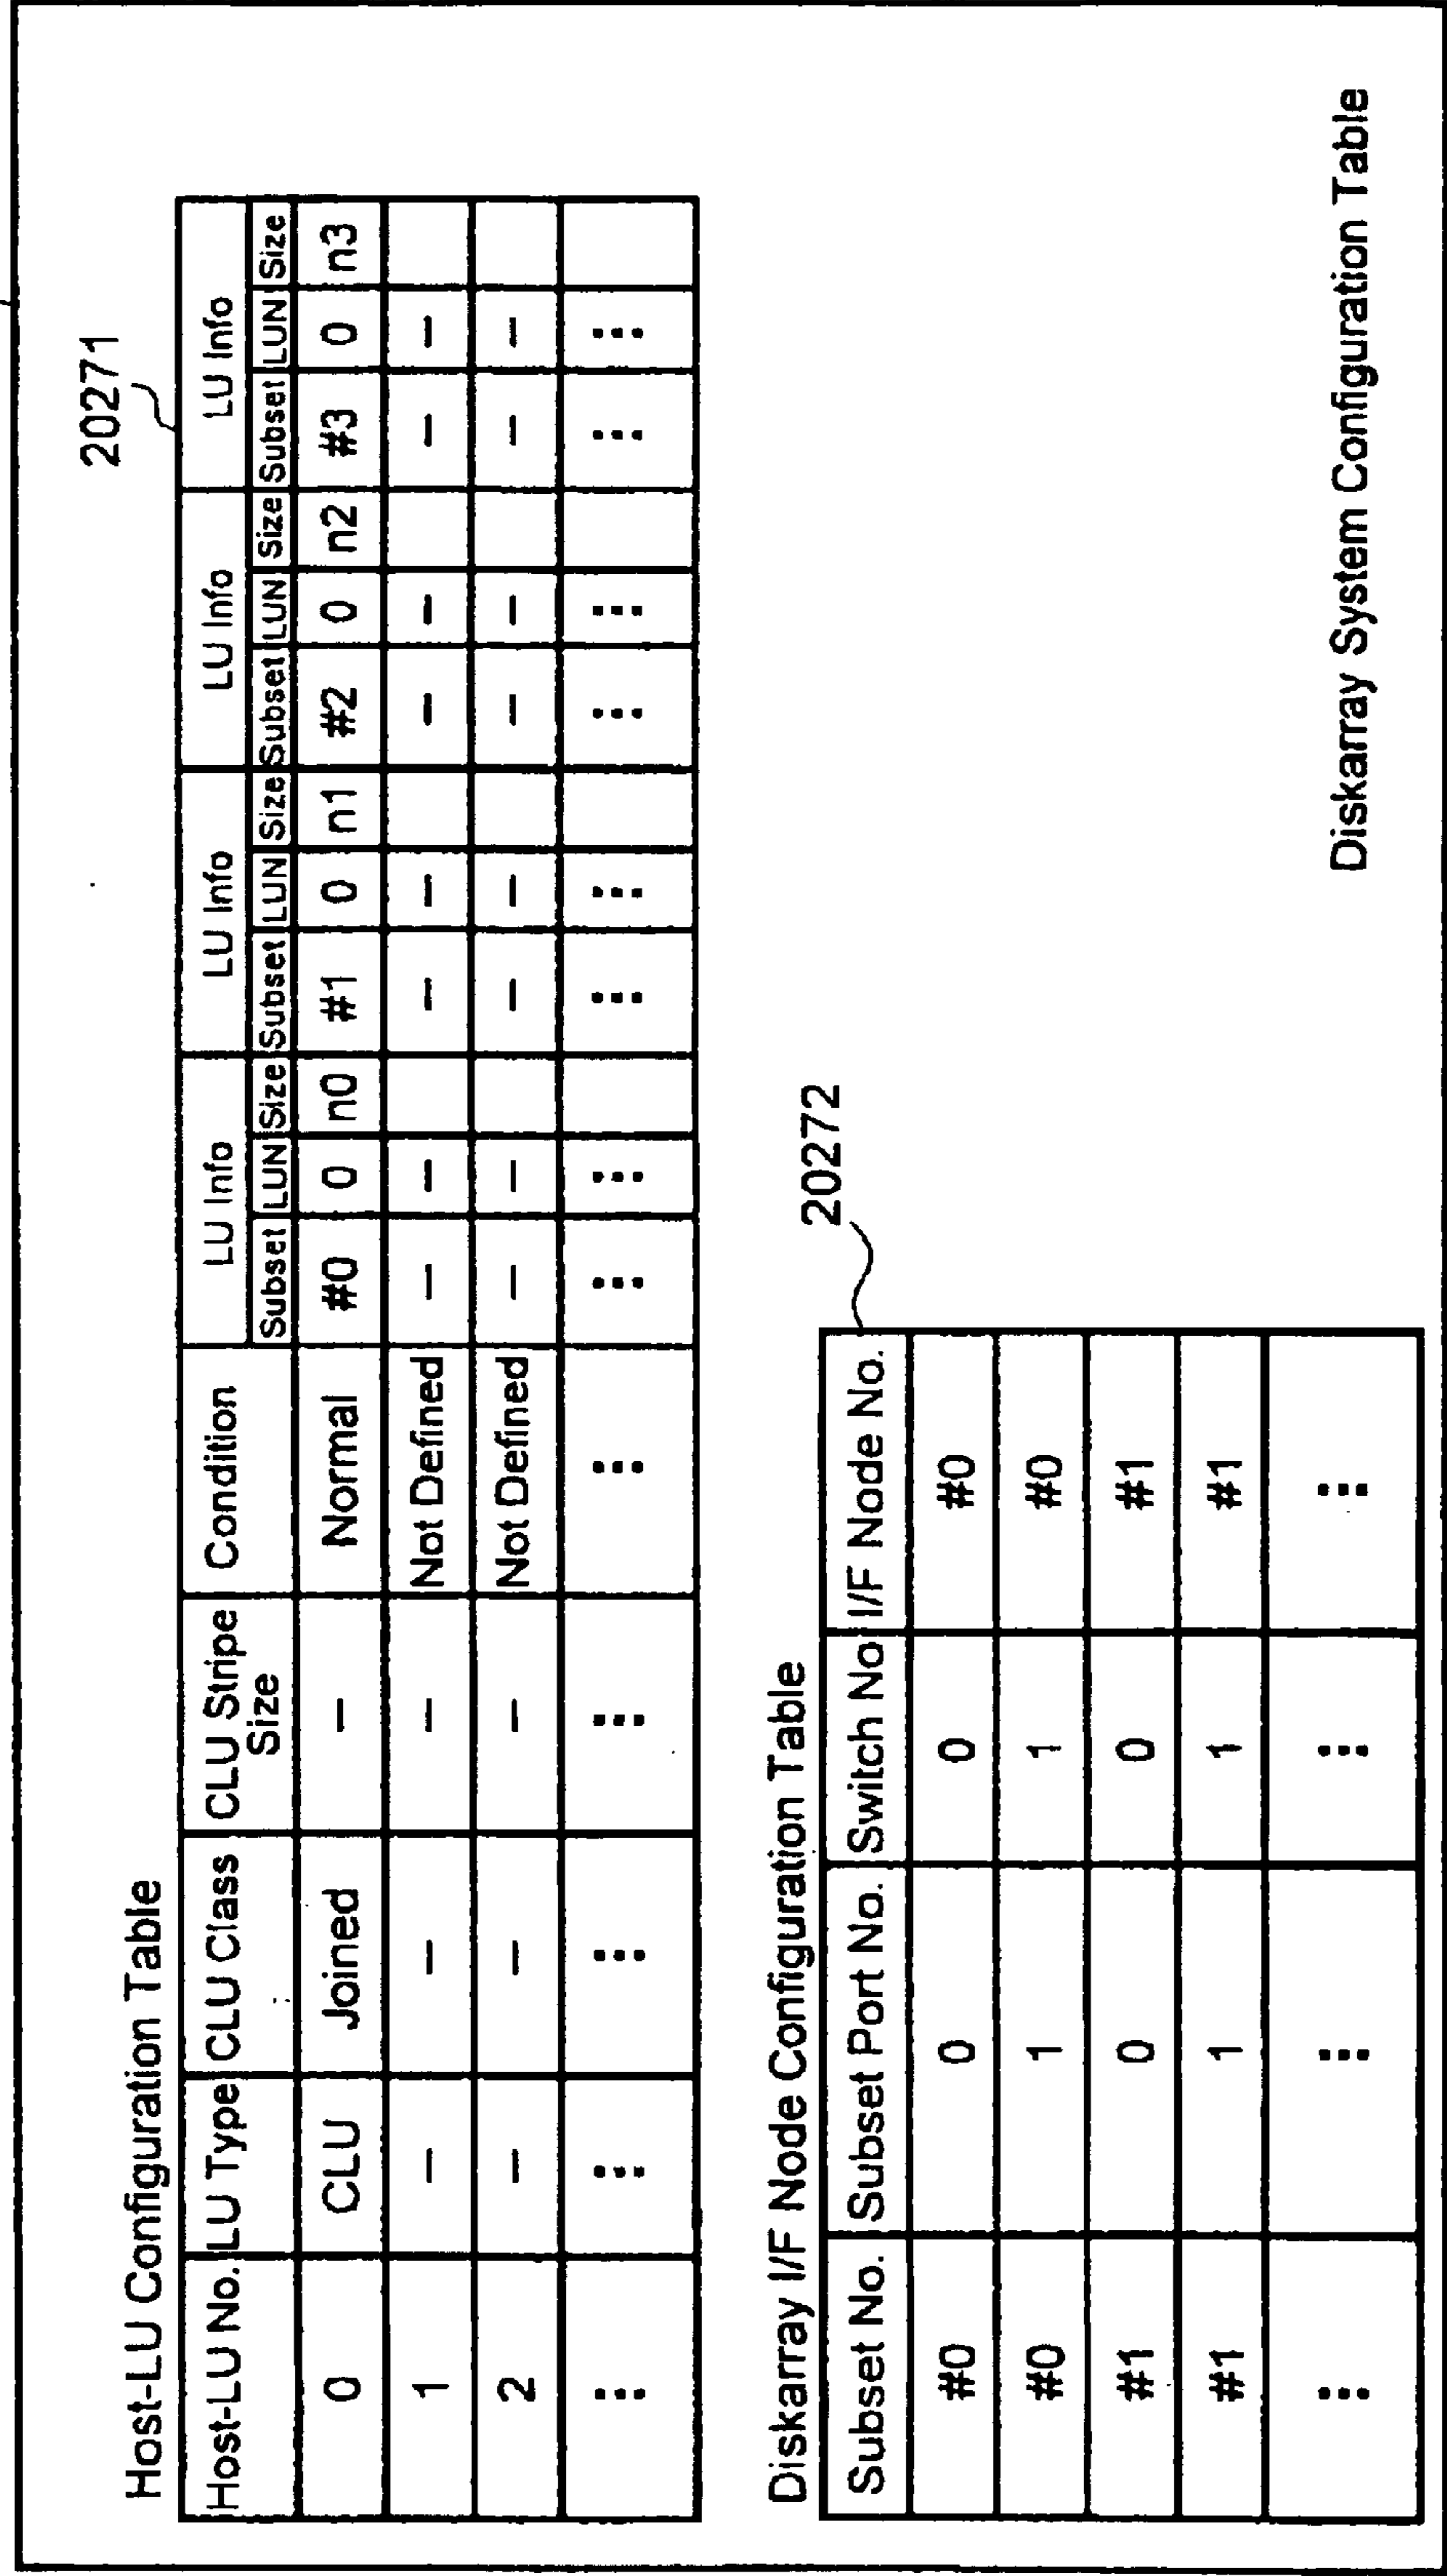 20271
Host-LU Configuration Table
Host-LU No. LU Type CLU Class CLU Stripe Size Condition LU Info LU Info LU Info LU Info
Subset LUN Size Subset LUN Size Subset LUN Size Subset LUN Size
0 CLU Joined – Normal #0 0 n0 #1 0 n1 #2 0 n2 #3 0 n3
1 – – – Not Defined – – – – – – – –
2 – – – Not Defined – – – – – – – –
... ... ... ... ... ... ... ... ... ... ... ... ...
20272
Diskarray I/F Node Configuration Table
Subset No. Subset Port No. Switch No I/F Node No.
#0 0 0 #0
#0 1 1 #0
#1 0 0 #1
#1 1 1 #1
... ... ... ...
Diskarray System Configuration Table